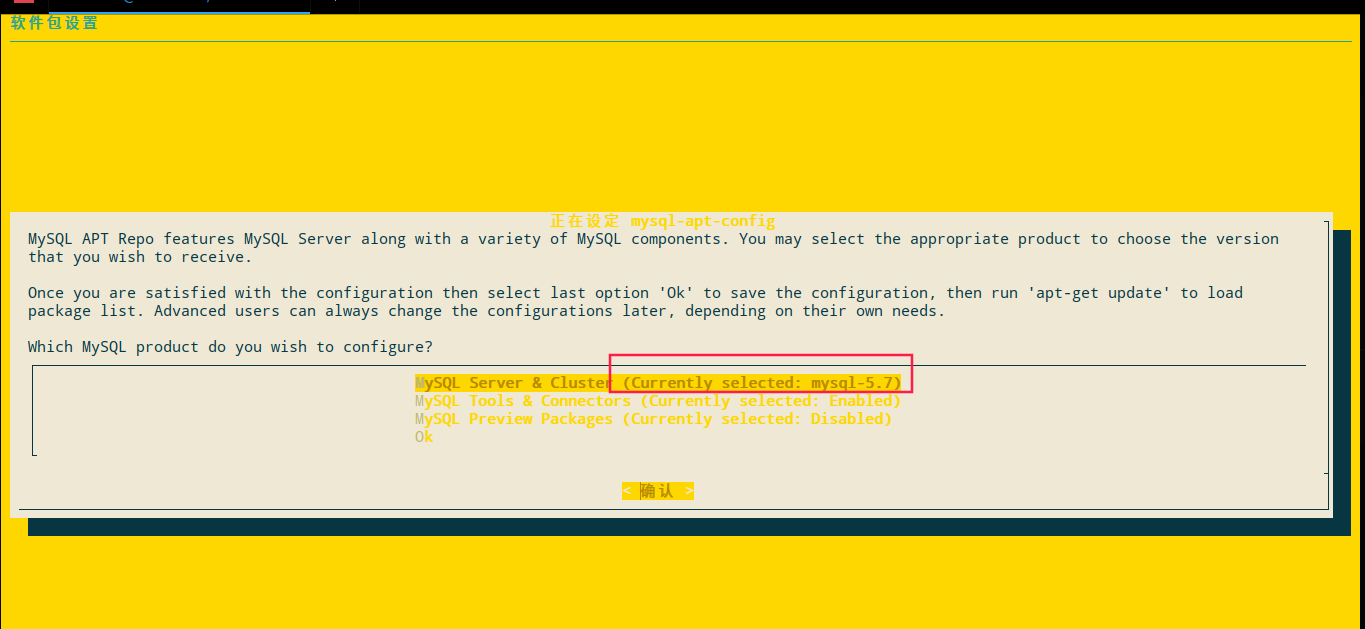 软件包设置
正在设定 mysql-apt-config
MySQL APT Repo features MySQL Server along with a variety of MySQL components. You may select the appropriate product to choose the version
that you wish to receive.
Once you are satisfied with the configuration then select last option 'Ok' to save the configuration, then run 'apt-get update' to load
package list. Advanced users can always change the configurations later, depending on their own needs.
Which MySQL product do you wish to configure?
MySQL Server & Cluster (Currently selected: mysql-5.7)
MySQL Tools & Connectors (Currently selected: Enabled)
MySQL Preview Packages (Currently selected: Disabled)
Ok
<确认 >